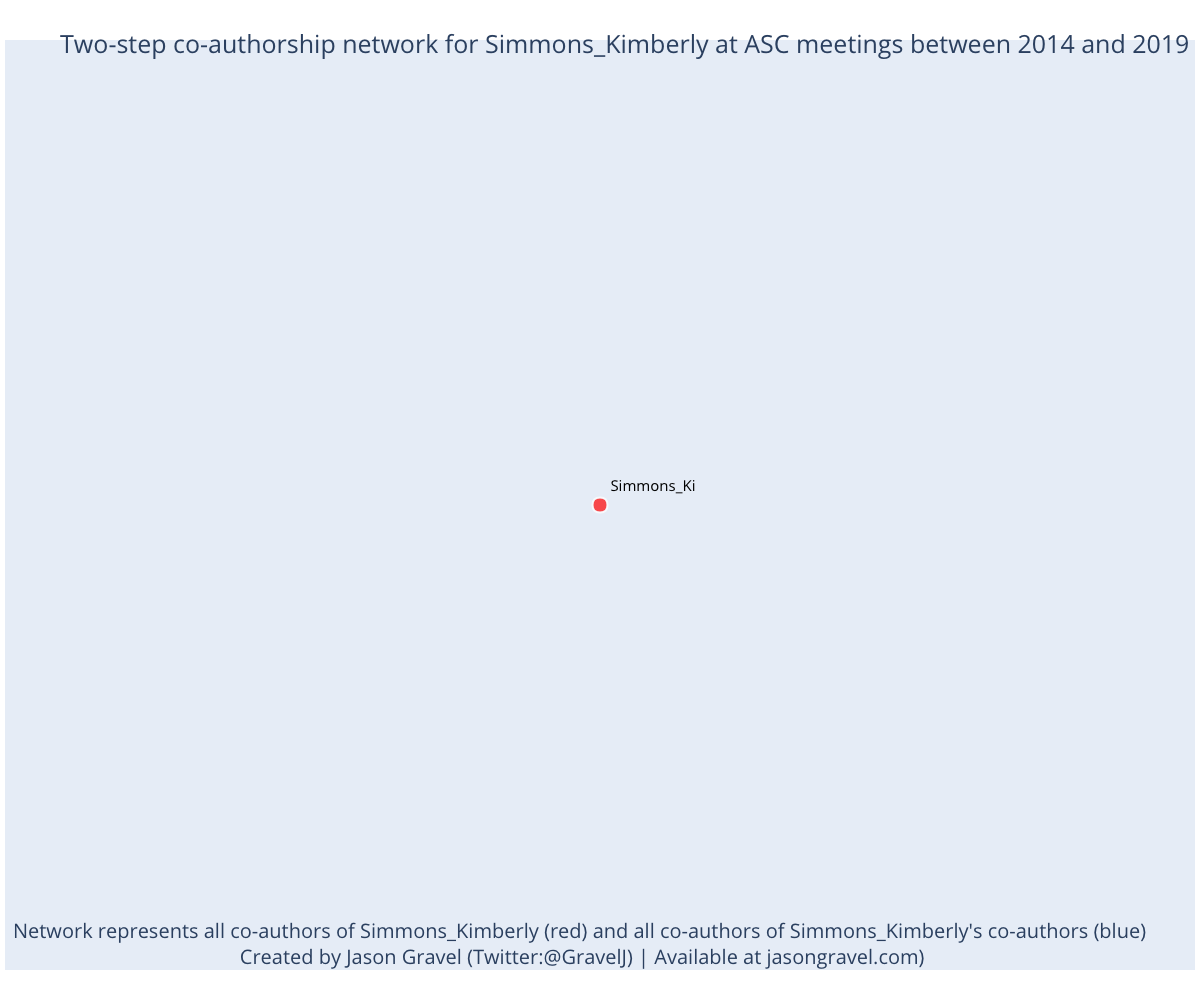 Two-step co-authorship network for Simmons_Kimberly at ASC meetings between 2014 and 2019
Simmons_Ki
Network represents all co-authors of Simmons_Kimberly (red) and all co-authors of Simmons_Kimberly's co-authors (blue)
Created by Jason Gravel (Twitter:@GravelJ) | Available at jasongravel.com)